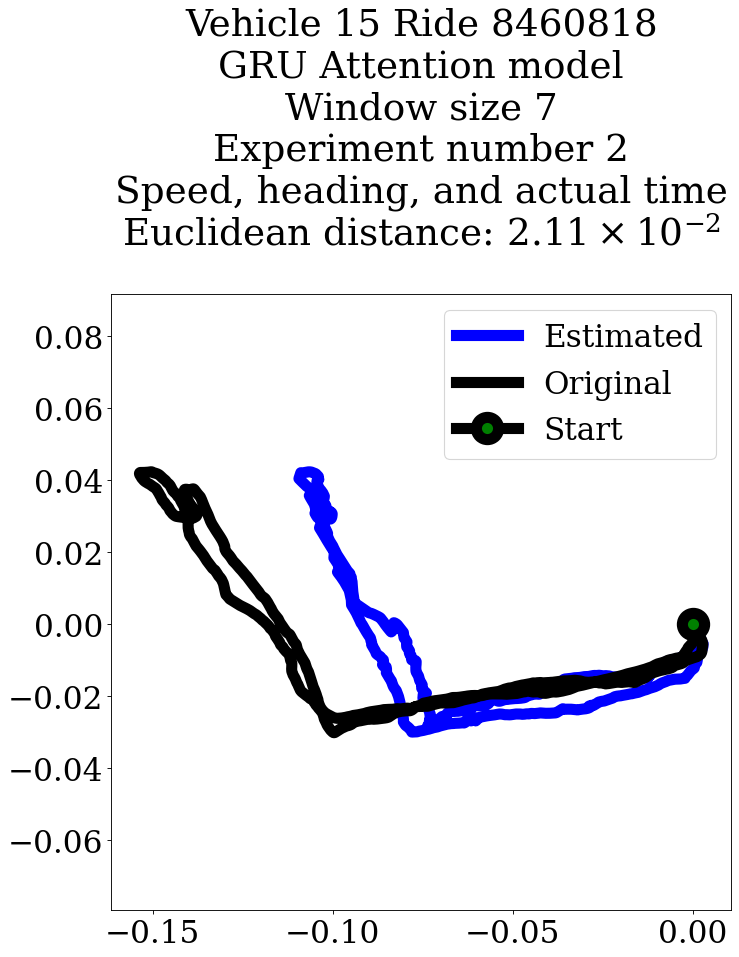 Vehicle 15 Ride 8460818
GRU Attention model
Window size 7
Experiment number 2
Speed, heading, and actual time
Euclidean distance: 2.11 × 10⁻²
Estimated
Original
Start
0.08
0.06
0.04
0.02
0.00
−0.02
−0.04
−0.06
−0.15 −0.10 −0.05 0.00